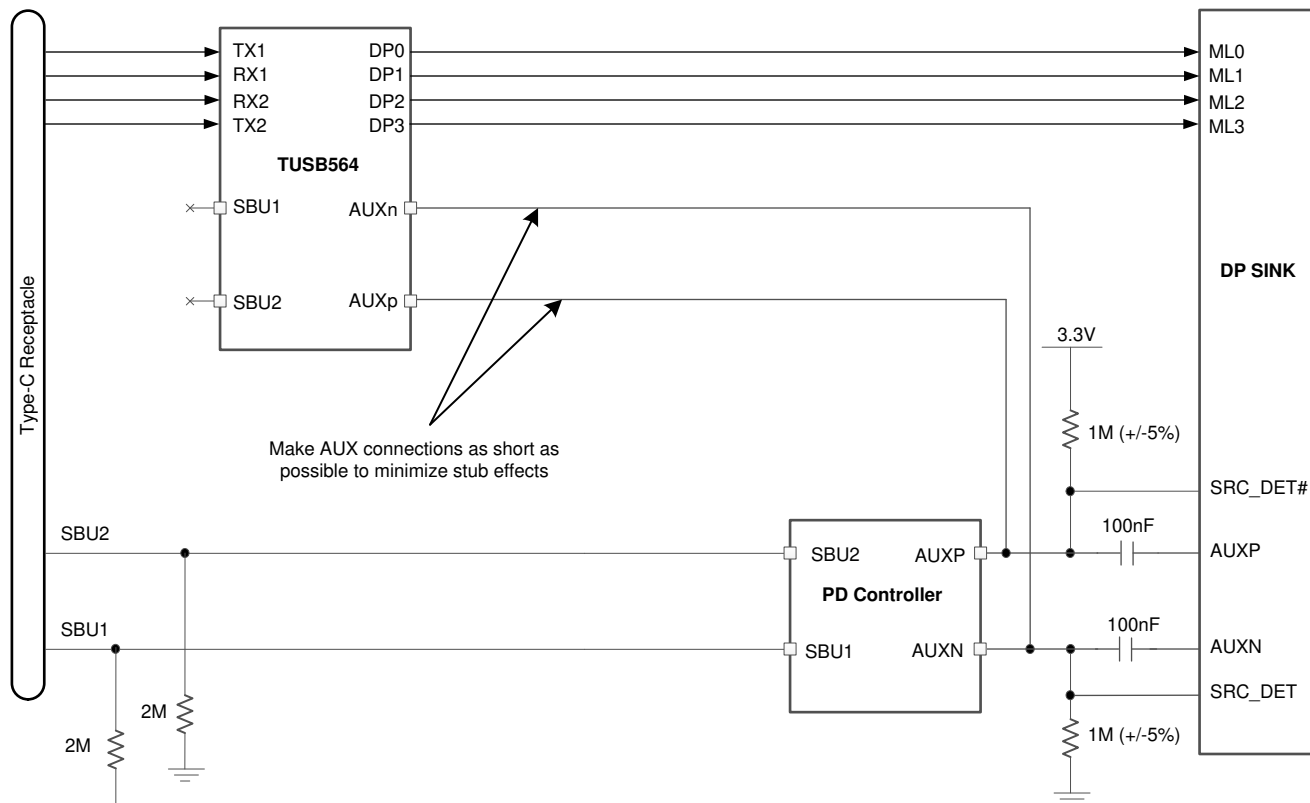 Type-C Receptacle
TX1
RX1
RX2
TX2
DP0
DP1
DP2
DP3
TUSB564
SBU1
AUXn
SBU2
AUXp
ML0
ML1
ML2
ML3
DP SINK
3.3V
1M (+/-5%)
Make AUX connections as short as
possible to minimize stub effects
SRC_DET#
SBU2
100nF
SBU2
AUXP
AUXP
PD Controller
SBU1
100nF
SBU1
AUXN
AUXN
SRC_DET
2M
2M
1M (+/-5%)